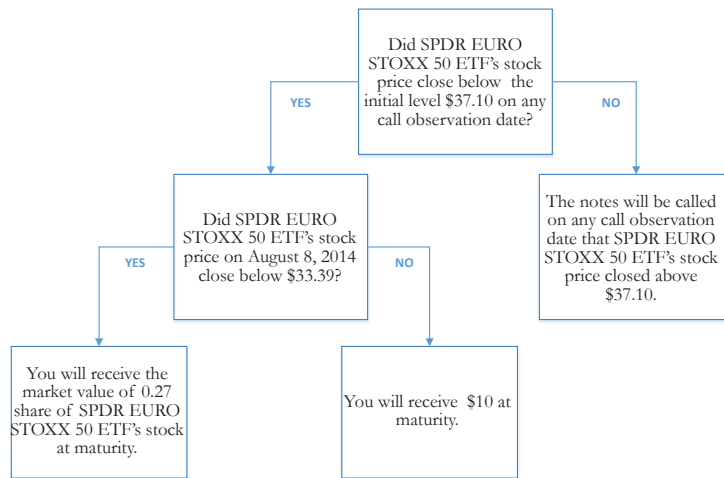 Did SPDR EURO
STOXX 50 ETF's stock
price close below the
initial level $37.10 on any
call observation date?
YES
NO
Did SPDR EURO
STOXX 50 ETF's stock
price on August 8, 2014
close below $33.39?
The notes will be called
on any call observation
date that SPDR EURO
STOXX 50 ETF's stock
price closed above
$37.10.
YES
NO
You will receive the
market value of 0.27
share of SPDR EURO
STOXX 50 ETF's stock
at maturity.
You will receive $10 at
maturity.